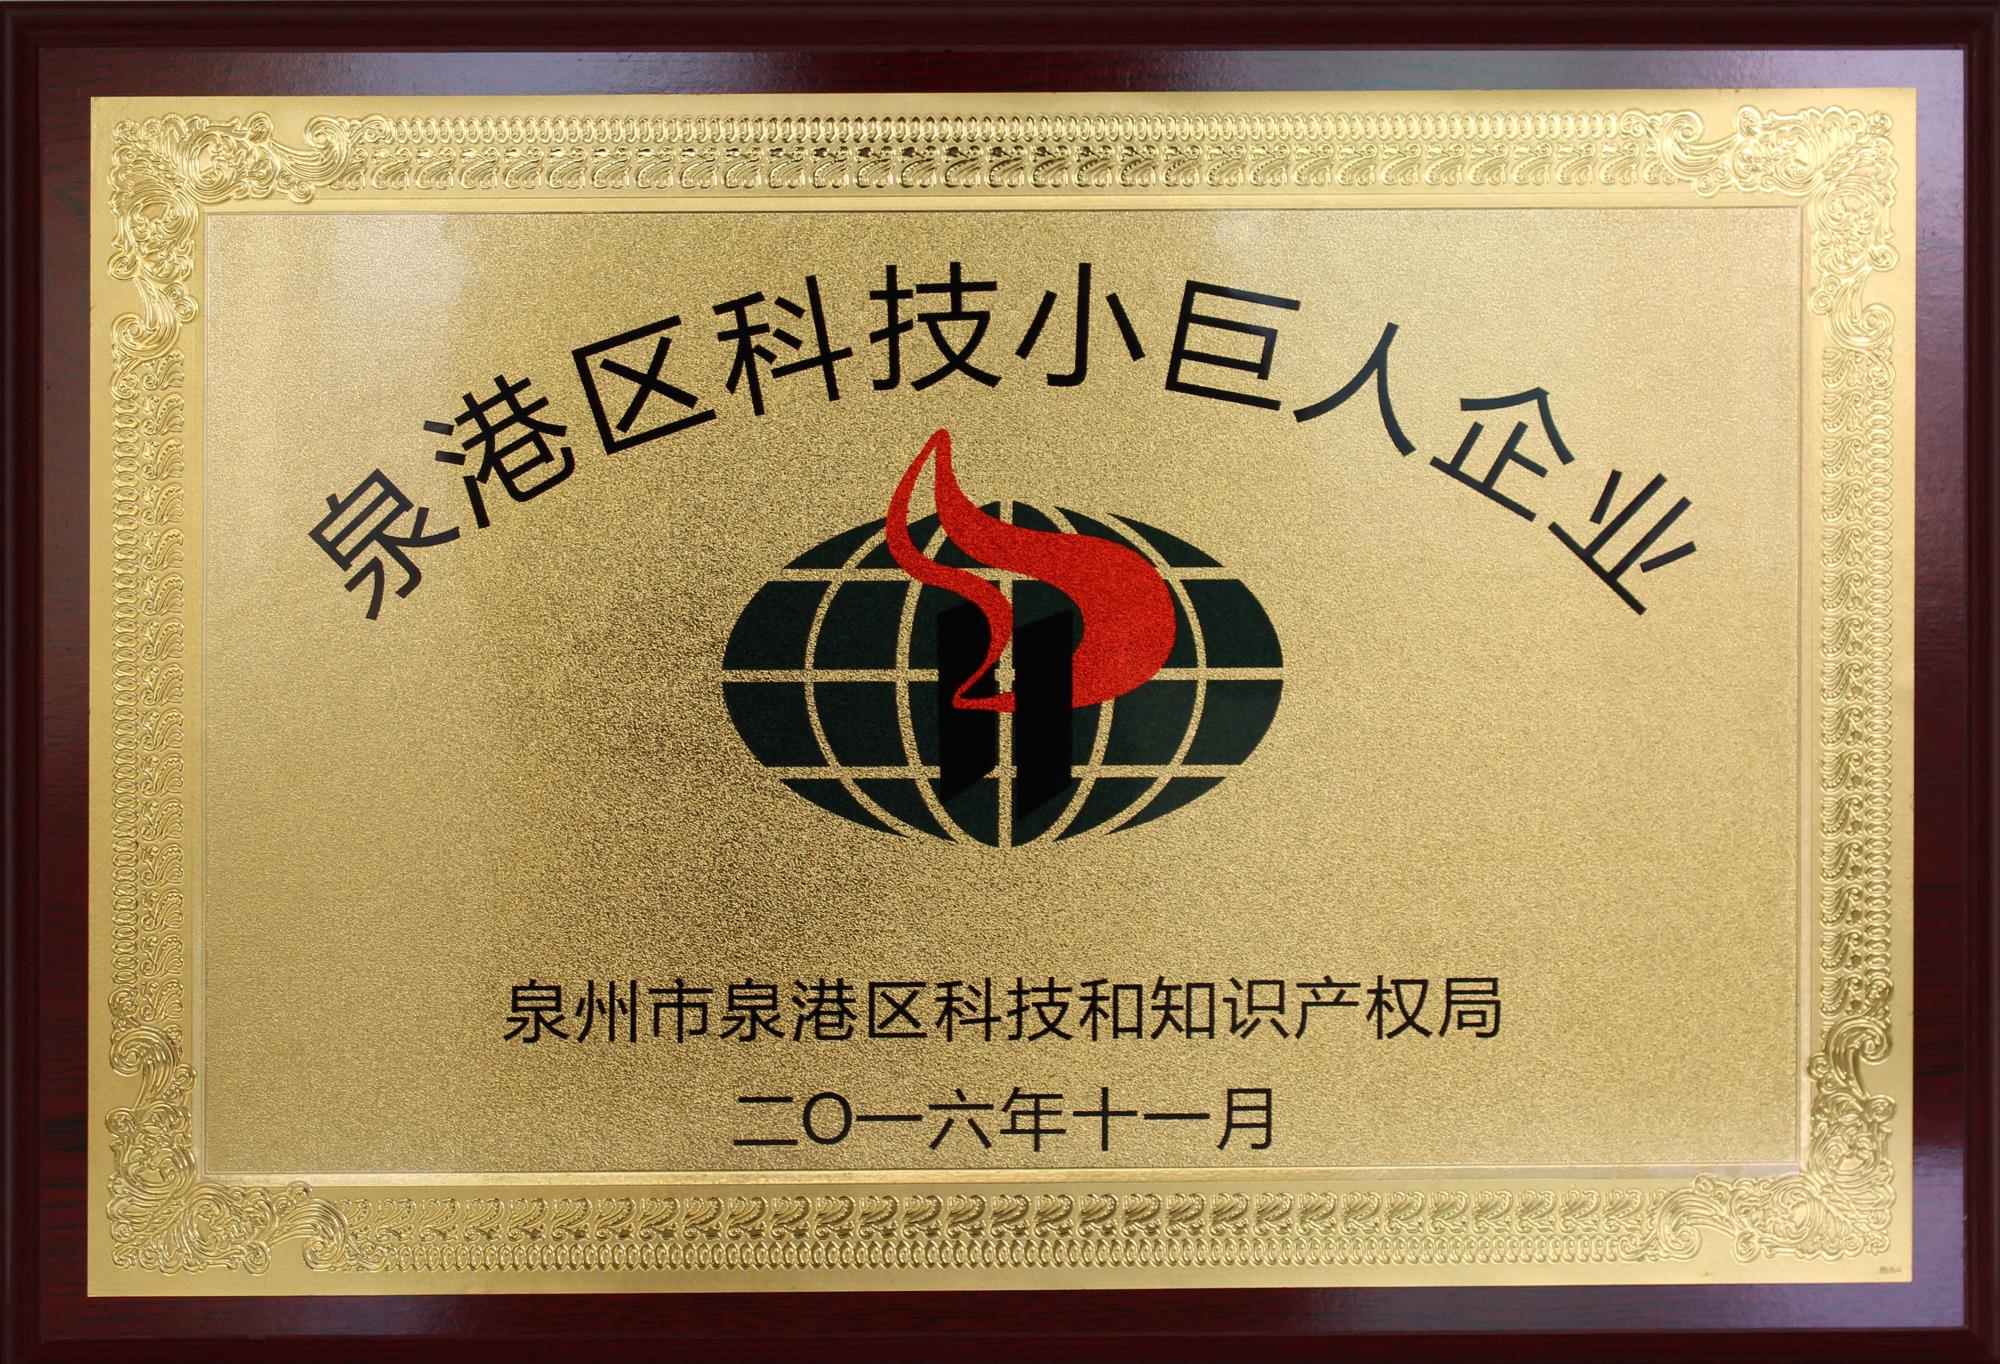 泉港区科技小巨人企业
泉州市泉港区科技和知识产权局
二O一六年十一月